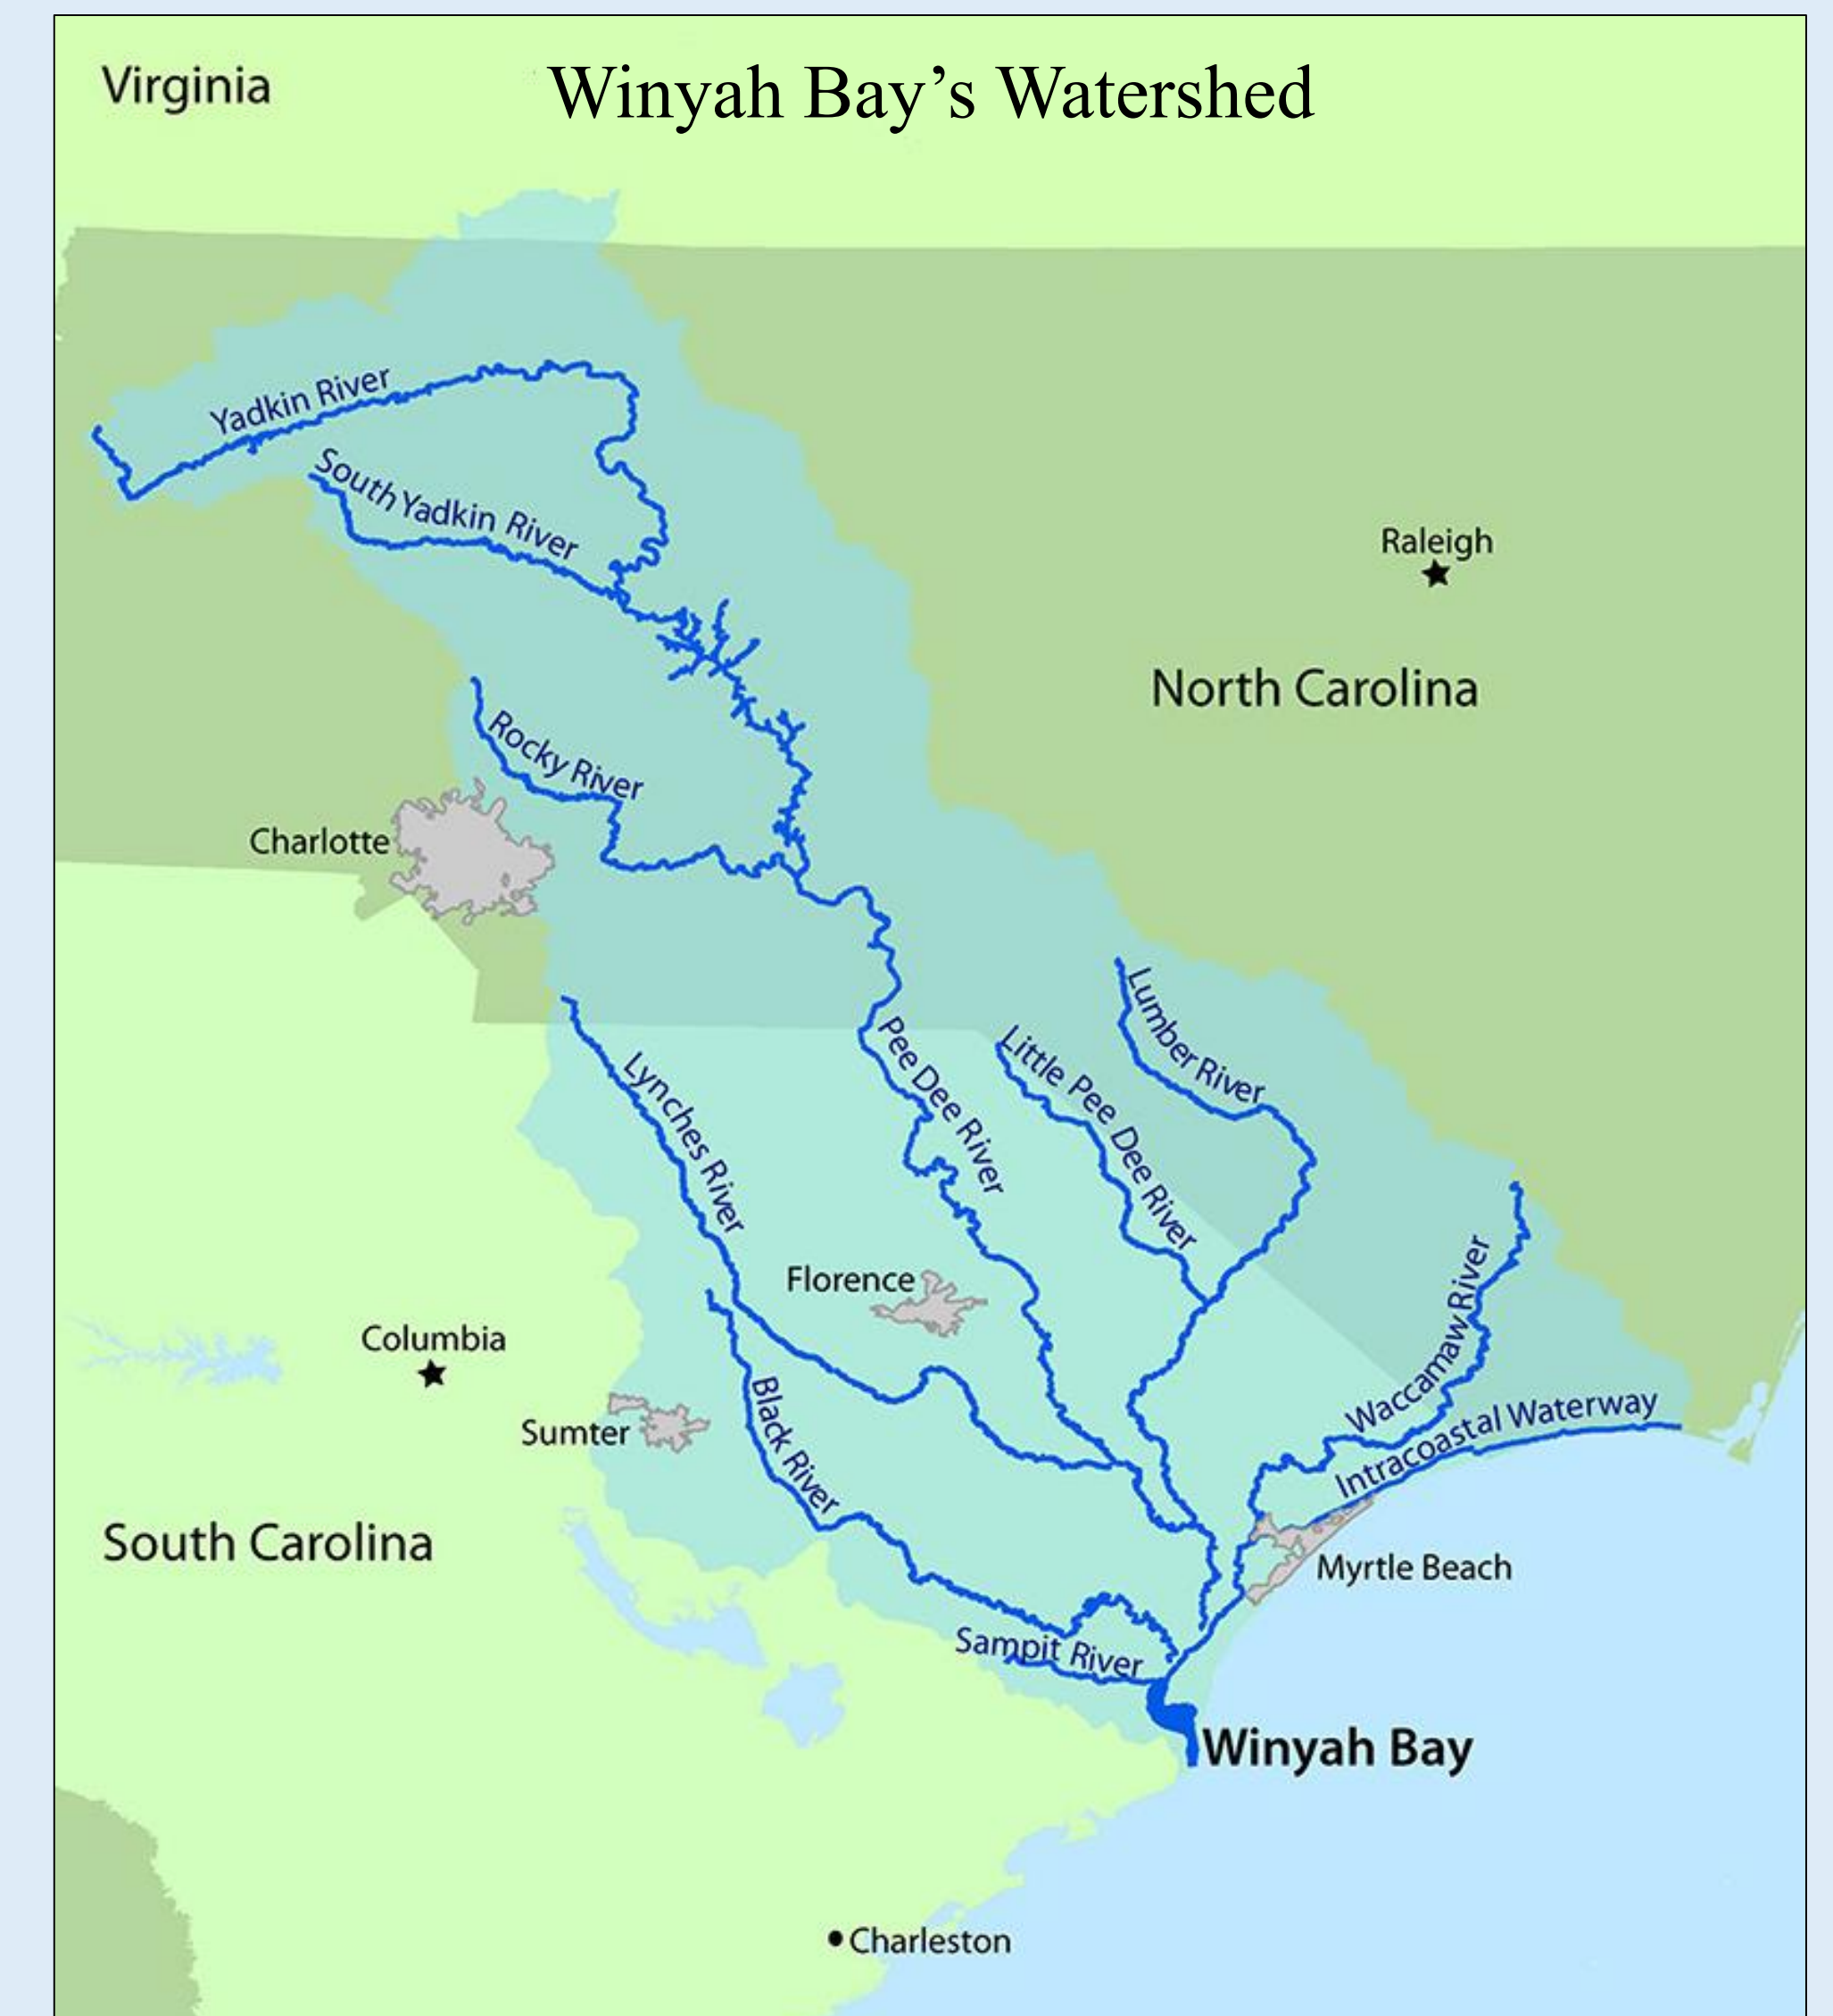 Virginia
Winyah Bay’s Watershed
Yadkin River
South Yadkin River
Raleigh
North Carolina
Rocky River
Charlotte
Lumber River
Pee Dee River
Little Pee Dee River
Lynches River
Waccamaw River
Florence
Columbia
Sumter
Black River
Intracoastal Waterway
South Carolina
Myrtle Beach
Sampit River
Winyah Bay
Charleston